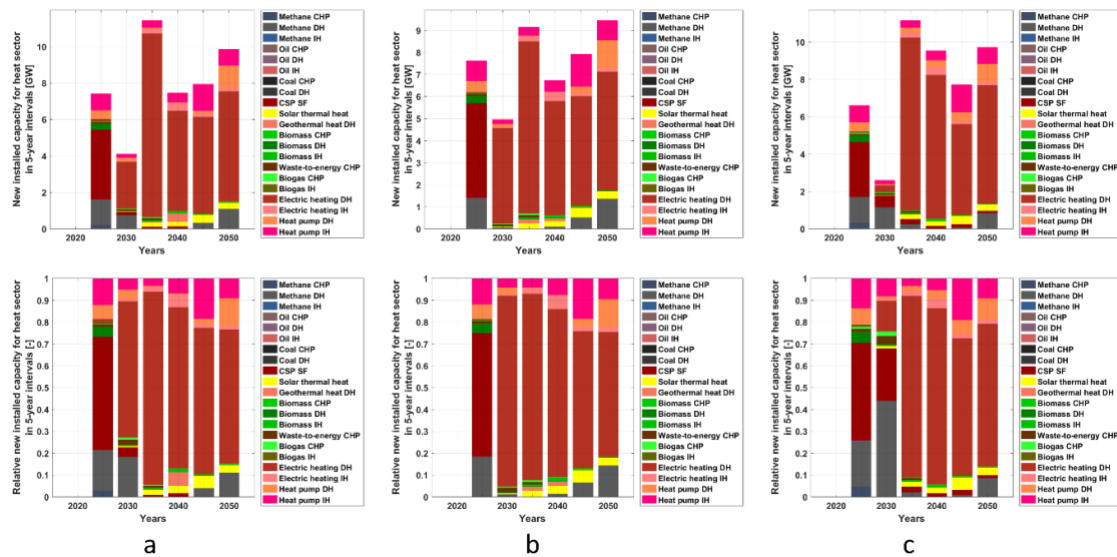 New installed capacity for heat sector
in 5-year intervals [GW]
10
8
6
4
2
0
2020
2030
2040
2050
Years
Methane CHP
Methane DH
Methane IH
Oil CHP
Oil DH
Oil IH
Coal CHP
Coal DH
CSP SF
Solar thermal heat
Geothermal heat DH
Biomass CHP
Biomass DH
Biomass IH
Waste-to-energy CHP
Biogas CHP
Biogas IH
Electric heating DH
Electric heating IH
Heat pump DH
Heat pump IH
New installed capacity for heat sector
in 5-year intervals [GW]
9
8
7
6
5
4
3
2
1
0
2020
2030
2040
2050
Years
Methane CHP
Methane DH
Methane IH
Oil CHP
Oil DH
Oil IH
Coal CHP
Coal DH
CSP SF
Solar thermal heat
Geothermal heat DH
Biomass CHP
Biomass DH
Biomass IH
Waste-to-energy CHP
Biogas CHP
Biogas IH
Electric heating DH
Electric heating IH
Heat pump DH
Heat pump IH
New installed capacity for heat sector
in 5-year intervals [GW]
10
8
6
4
2
0
2020
2030
2040
2050
Years
Methane CHP
Methane DH
Methane IH
Oil CHP
Oil DH
Oil IH
Coal CHP
Coal DH
CSP SF
Solar thermal heat
Geothermal heat DH
Biomass CHP
Biomass DH
Biomass IH
Waste-to-energy CHP
Biogas CHP
Biogas IH
Electric heating DH
Electric heating IH
Heat pump DH
Heat pump IH
Relative new installed capacity for heat sector
in 5-year intervals [-]
1
0.9
0.8
0.7
0.6
0.5
0.4
0.3
0.2
0.1
0
2020
2030
2040
2050
Years
Methane CHP
Methane DH
Methane IH
Oil CHP
Oil DH
Oil IH
Coal CHP
Coal DH
CSP SF
Solar thermal heat
Geothermal heat DH
Biomass CHP
Biomass DH
Biomass IH
Waste-to-energy CHP
Biogas CHP
Biogas IH
Electric heating DH
Electric heating IH
Heat pump DH
Heat pump IH
Relative new installed capacity for heat sector
in 5-year intervals [-]
1
0.9
0.8
0.7
0.6
0.5
0.4
0.3
0.2
0.1
0
2020
2030
2040
2050
Years
Methane CHP
Methane DH
Methane IH
Oil CHP
Oil DH
Oil IH
Coal CHP
Coal DH
CSP SF
Solar thermal heat
Geothermal heat DH
Biomass CHP
Biomass DH
Biomass IH
Waste-to-energy CHP
Biogas CHP
Biogas IH
Electric heating DH
Electric heating IH
Heat pump DH
Heat pump IH
Relative new installed capacity for heat sector
in 5-year intervals [-]
1
0.9
0.8
0.7
0.6
0.5
0.4
0.3
0.2
0.1
0
2020
2030
2040
2050
Years
Methane CHP
Methane DH
Methane IH
Oil CHP
Oil DH
Oil IH
Coal CHP
Coal DH
CSP SF
Solar thermal heat
Geothermal heat DH
Biomass CHP
Biomass DH
Biomass IH
Waste-to-energy CHP
Biogas CHP
Biogas IH
Electric heating DH
Electric heating IH
Heat pump DH
Heat pump IH
a
b
c